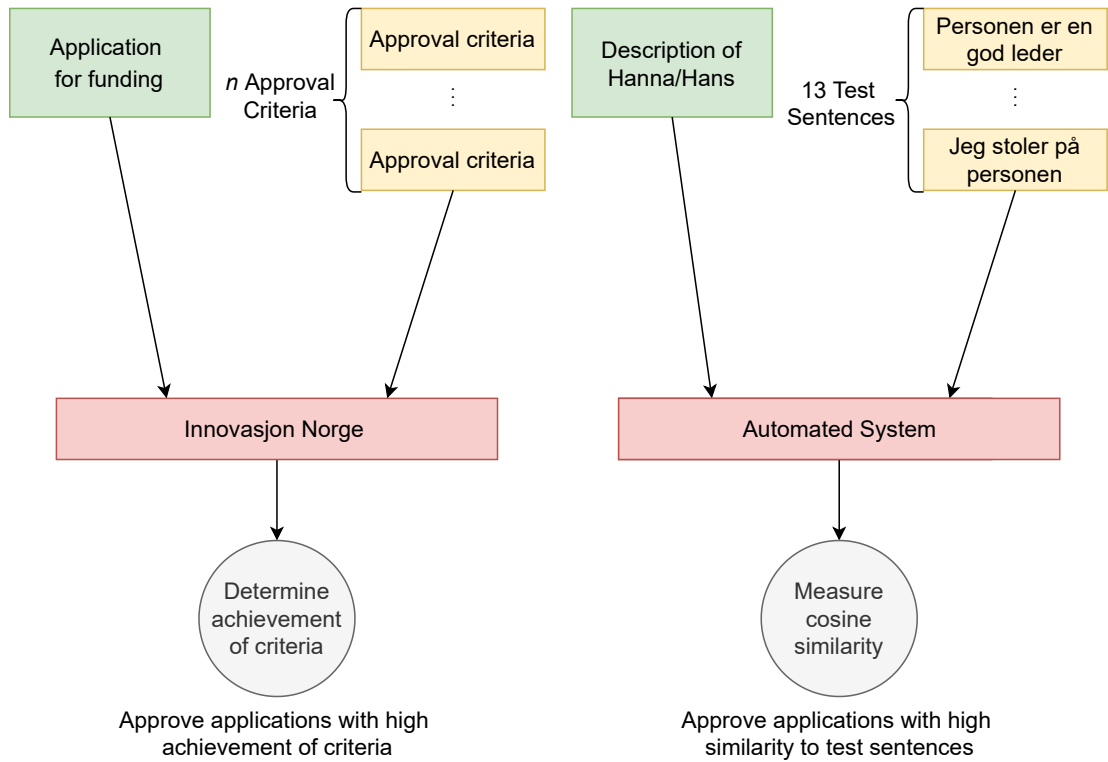 Application
for funding
n Approval
Criteria
Approval criteria
⋮
Approval criteria
Innovasjon Norge
Determine
achievement
of criteria
Approve applications with high
achievement of criteria
Description of
Hanna/Hans
13 Test
Sentences
Personen er en
god leder
⋮
Jeg stoler på
personen
Automated System
Measure
cosine
similarity
Approve applications with high
similarity to test sentences